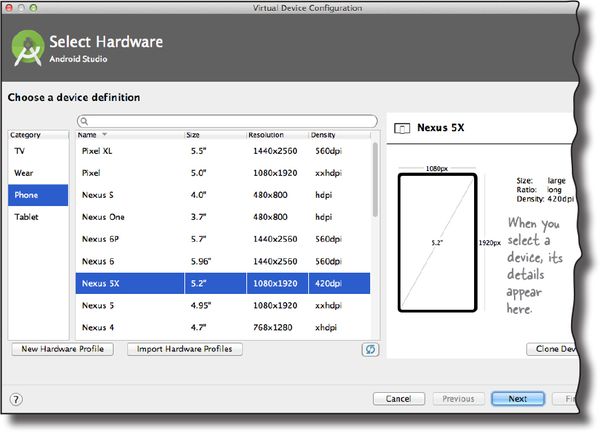 Virtual Device Configuration
Select Hardware
Android Studio
Choose a device definition
Category
TV
Wear
Phone
Tablet
Name Size Resolution Density
Pixel XL 5.5" 1440x2560 560dpi
Pixel 5.0" 1080x1920 xxhdpi
Nexus S 4.0" 480x800 hdpi
Nexus One 3.7" 480x800 hdpi
Nexus 6P 5.7" 1440x2560 560dpi
Nexus 6 5.96" 1440x2560 560dpi
Nexus 5X 5.2" 1080x1920 420dpi
Nexus 5 4.95" 1080x1920 xxhdpi
Nexus 4 4.7" 768x1280 xhdpi
New Hardware Profile Import Hardware Profiles
Nexus 5X
1080px
5.2"
1920px
Size: large
Ratio: long
Density: 420dpi
When you
select a
device, its
details
appear
here.
Clone Dev
? Cancel Previous Next Fi